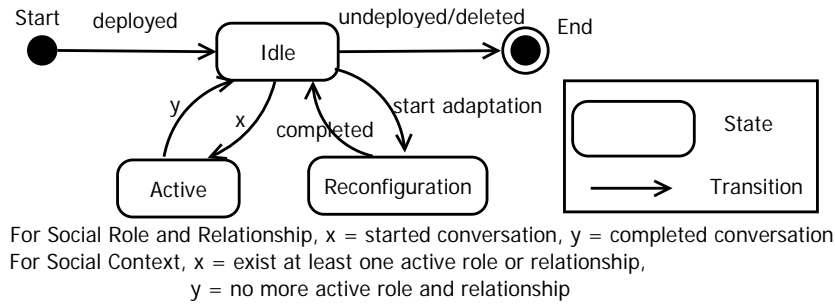 Start
deployed
undeployed/deleted
End
Idle
y
x
completed
start adaptation
State
Active
Reconfiguration
Transition
For Social Role and Relationship, x = started conversation, y = completed conversation
For Social Context, x = exist at least one active role or relationship,
y = no more active role and relationship